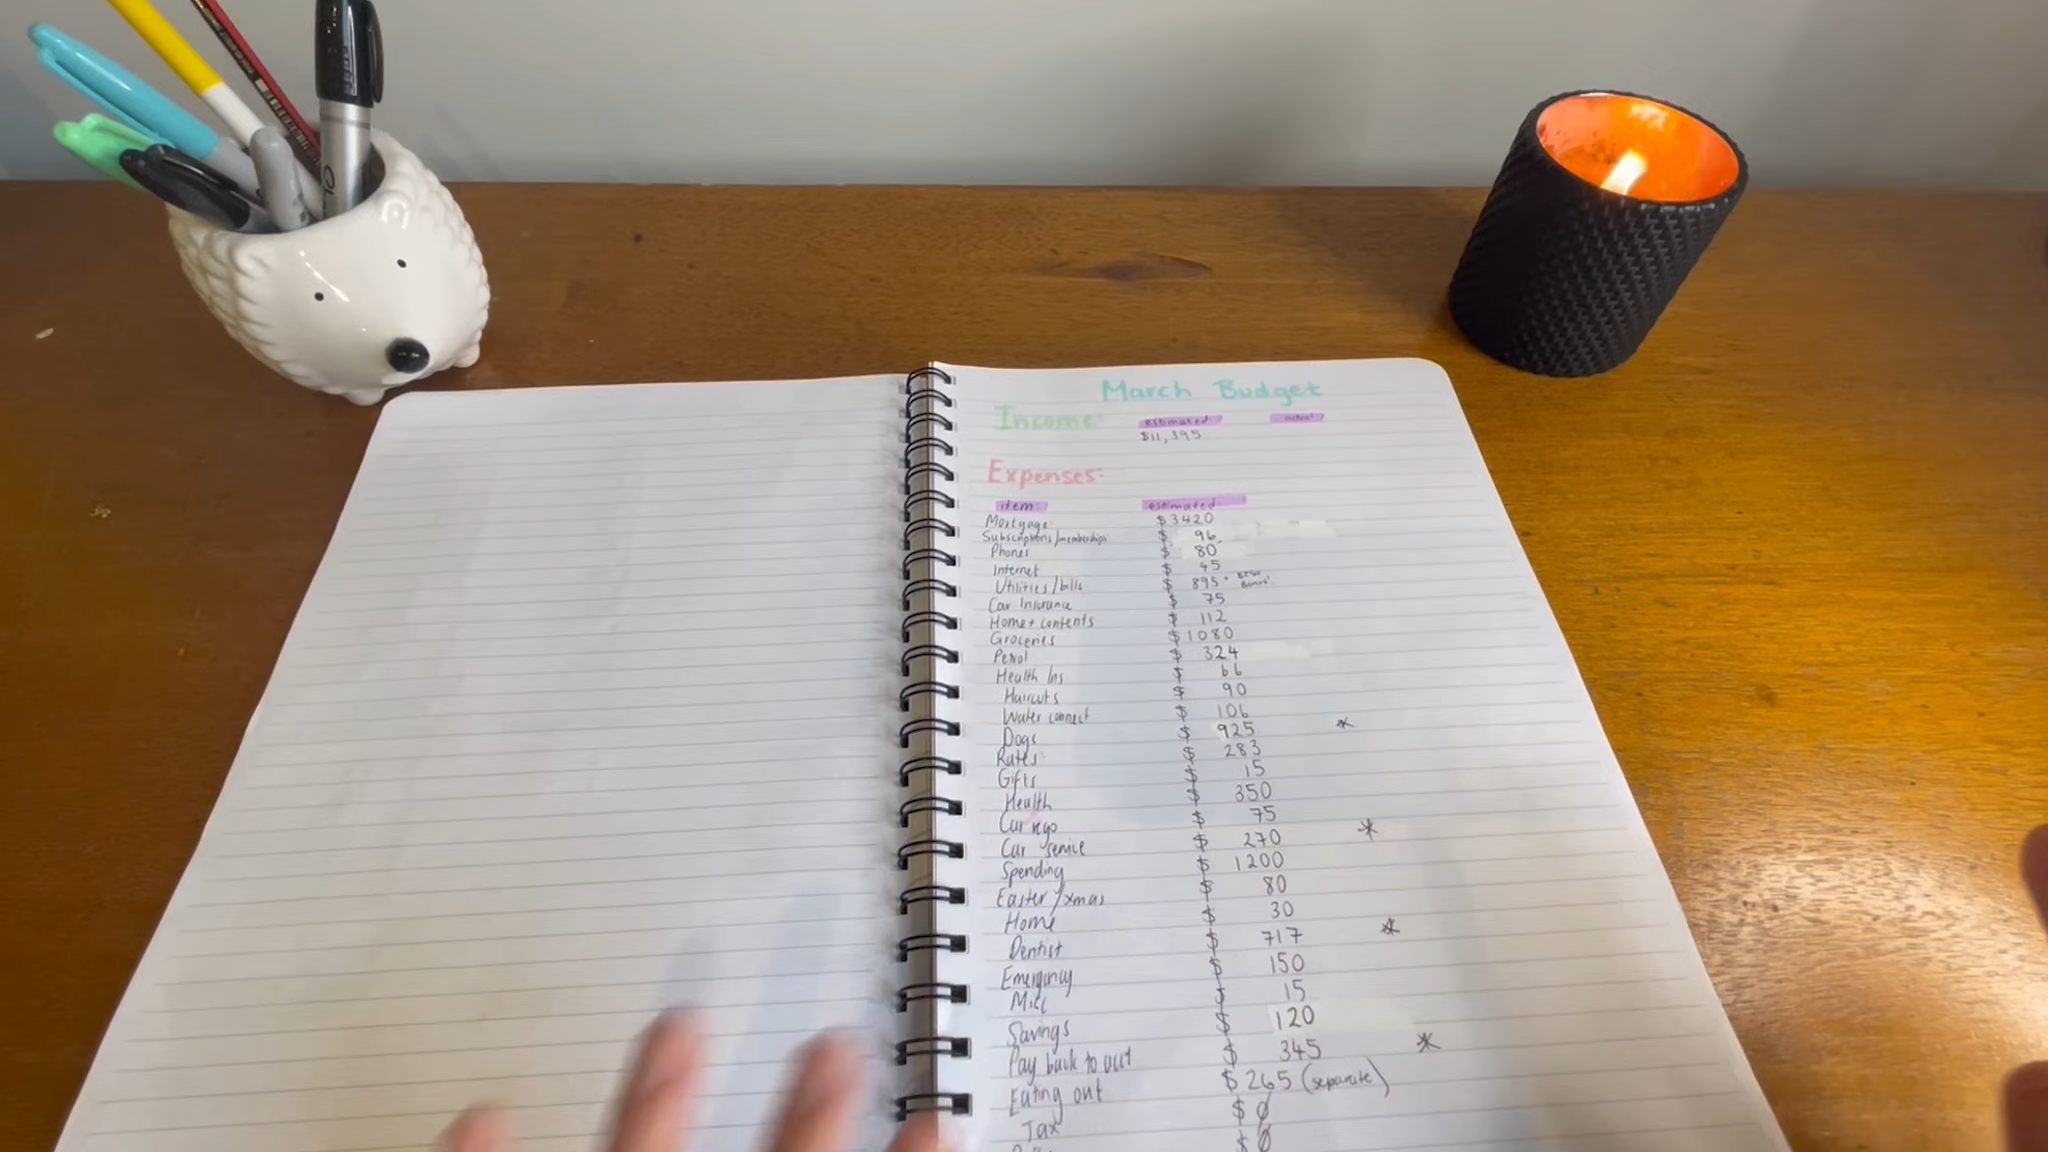 March Budget
Income: estimated actual
$11,395
Expenses:
item: estimated
Mortgage: $3420
Subscriptions/memberships $ 96
Phones $ 80
Internet $ 45
Utilities/bills $ 895
Car Insurance $ 75
Home + contents $ 112
Groceries $1080
Petrol $ 324
Health Ins $ 66
Haircuts $ 90
Water connect $ 106
Dogs $ 925 *
Rates: $ 283
Gifts $ 15
Health $ 350
Car rego $ 75
Car service $ 270 *
Spending $ 1200
Easter/xmas $ 80
Home $ 30
Dentist $ 717 *
Emergency $ 150
Misc $ 15
Savings $ 120
Pay back to out $ 345 *
Eating out $265 (separate)
Tax $ 0
$ 0